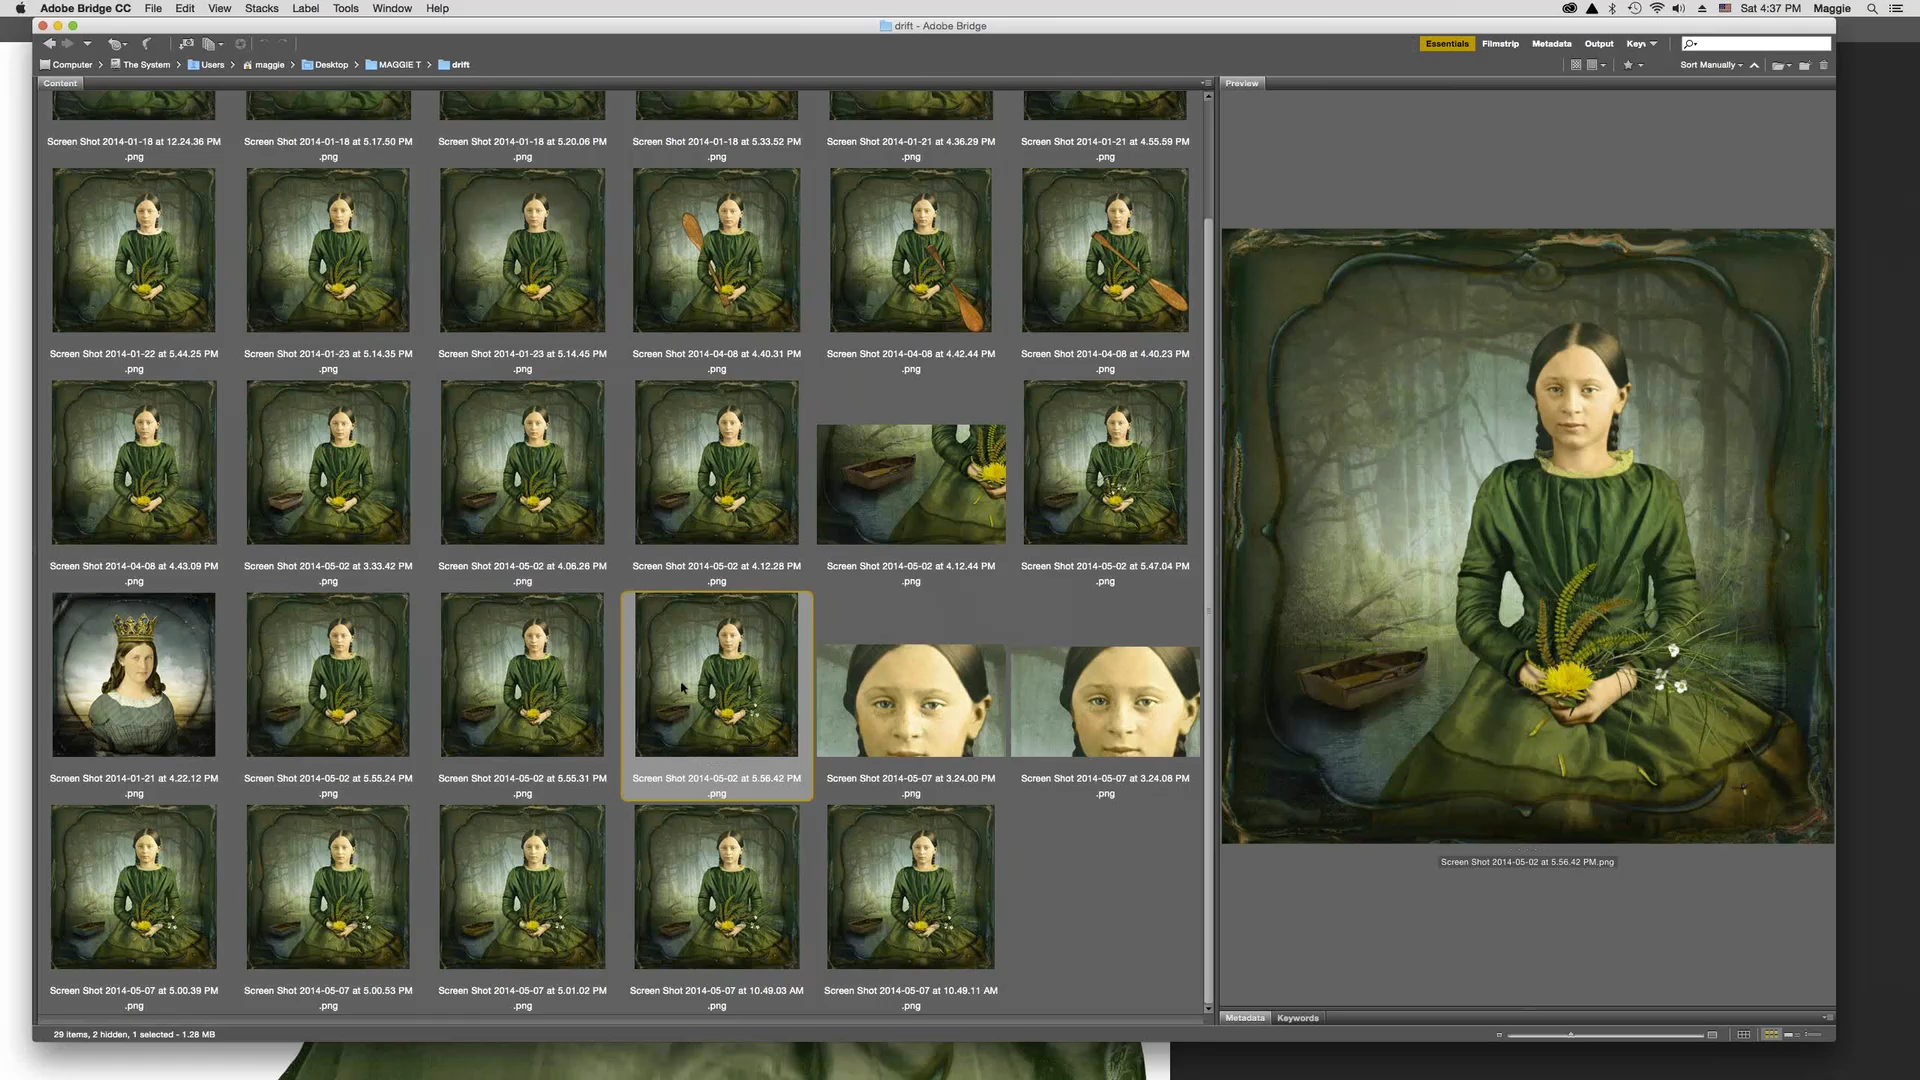 Adobe Bridge CC File Edit View Stacks Label Tools Window Help Sat 4:37 PM Maggie
drift - Adobe Bridge
Essentials Filmstrip Metadata Output
Computer The System Users maggie Desktop MAGGIE T drift Sort Manually
Content Preview
Screen Shot 2014-01-18 at 12.24.36 PM Screen Shot 2014-01-18 at 5.17.50 PM Screen Shot 2014-01-18 at 5.20.06 PM Screen Shot 2014-01-18 at 5.33.52 PM Screen Shot 2014-01-21 at 4.36.29 PM Screen Shot 2014-01-21 at 4.55.59 PM
.png .png .png .png .png .png
Screen Shot 2014-01-22 at 5.44.25 PM Screen Shot 2014-01-23 at 5.14.35 PM Screen Shot 2014-01-23 at 5.14.45 PM Screen Shot 2014-04-08 at 4.40.31 PM Screen Shot 2014-04-08 at 4.42.44 PM Screen Shot 2014-04-08 at 4.40.23 PM
.png .png .png .png .png .png
Screen Shot 2014-04-08 at 4.43.09 PM Screen Shot 2014-05-02 at 3.33.42 PM Screen Shot 2014-05-02 at 4.06.26 PM Screen Shot 2014-05-02 at 4.12.28 PM Screen Shot 2014-05-02 at 4.12.44 PM Screen Shot 2014-05-02 at 5.47.04 PM
.png .png .png .png .png .png
Screen Shot 2014-01-21 at 4.22.12 PM Screen Shot 2014-05-02 at 5.55.24 PM Screen Shot 2014-05-02 at 5.55.31 PM Screen Shot 2014-05-02 at 5.56.42 PM Screen Shot 2014-05-07 at 3.24.00 PM Screen Shot 2014-05-07 at 3.24.08 PM
.png .png .png .png .png .png
Screen Shot 2014-05-02 at 5.56.42 PM.png
Screen Shot 2014-05-07 at 5.00.39 PM Screen Shot 2014-05-07 at 5.00.53 PM Screen Shot 2014-05-07 at 5.01.02 PM Screen Shot 2014-05-07 at 10.49.03 AM Screen Shot 2014-05-07 at 10.49.11 AM
.png .png .png .png .png
Metadata Keywords
29 items, 2 hidden, 1 selected - 1.28 MB